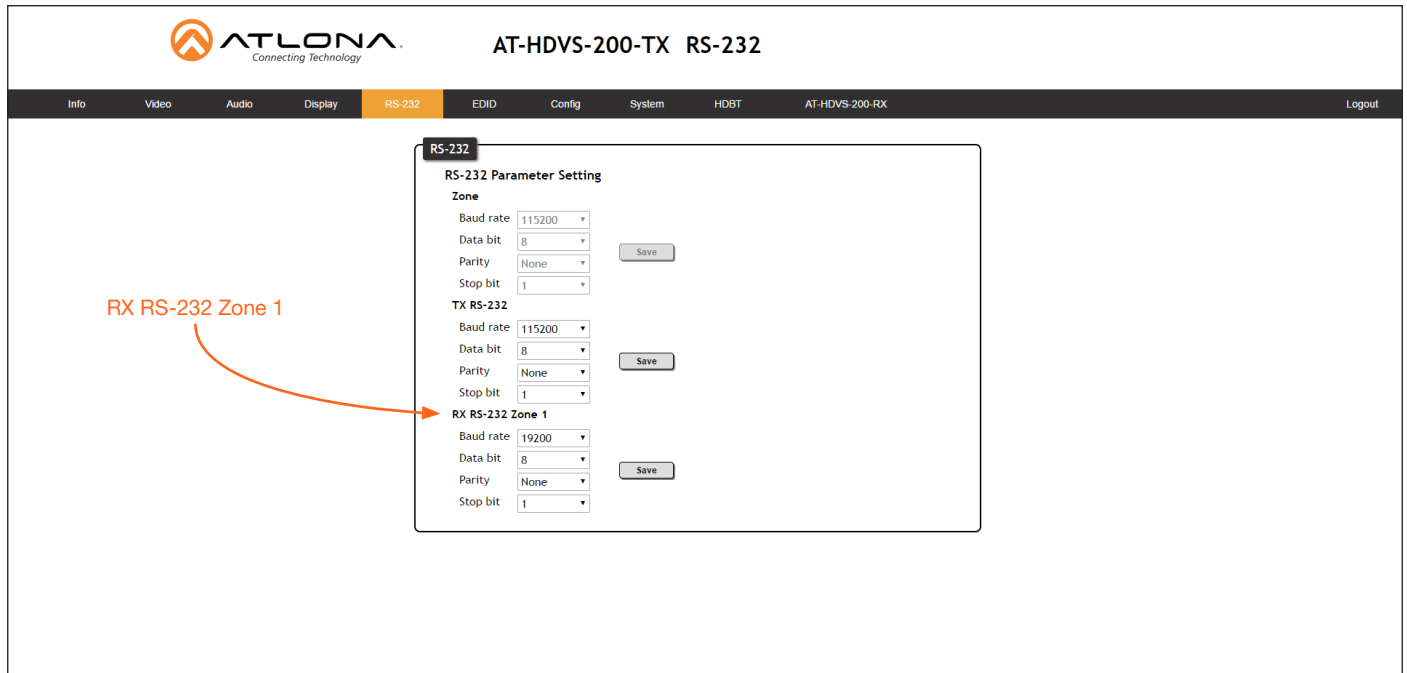 ATLONA.
Connecting Technology
AT-HDVS-200-TX RS-232
Info Video Audio Display RS-232 EDID Config System HDBT AT-HDVS-200-RX Logout
RS-232
RS-232 Parameter Setting
Zone
Baud rate 115200
Data bit 8
Save
Parity None
Stop bit 1
RX RS-232 Zone 1
TX RS-232
Baud rate 115200
Data bit 8
Save
Parity None
Stop bit 1
RX RS-232 Zone 1
Baud rate 19200
Data bit 8
Save
Parity None
Stop bit 1